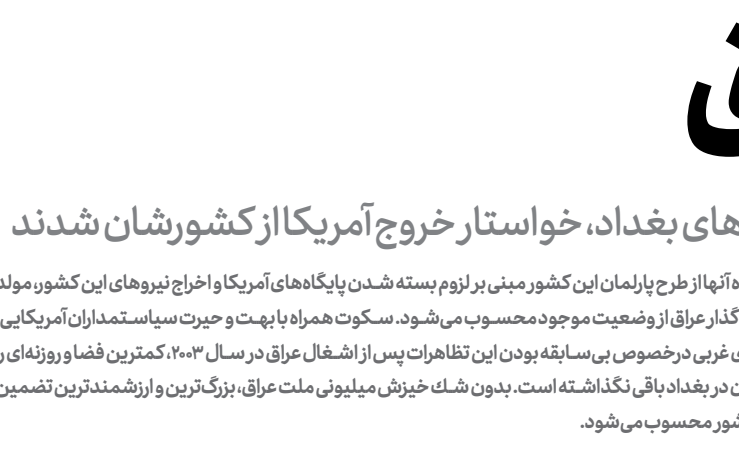 های بغداد، خواستار خروج آمریکا از کشورشان شدند
آنها از طرح پارلمان این کشور مبنی بر لزوم بسته شدن پایگاه‌های آمریکا و اخراج نیروهای این کشور، مولد
گذار عراق از وضعیت موجود محسوب می‌شود. سکوت همراه با بهت و حیرت سیاستمداران آمریکایی
غربی درخصوص بی‌سابقه بودن این تظاهرات پس از اشغال عراق در سال ۲۰۰۳، کمترین فضا و روزنه‌ای
در بغداد باقی نگذاشته است. بدون شك خیزش میلیونی ملت عراق، بزرگ‌ترین و ارزشمندترین تضمین
محسوب می‌شود.